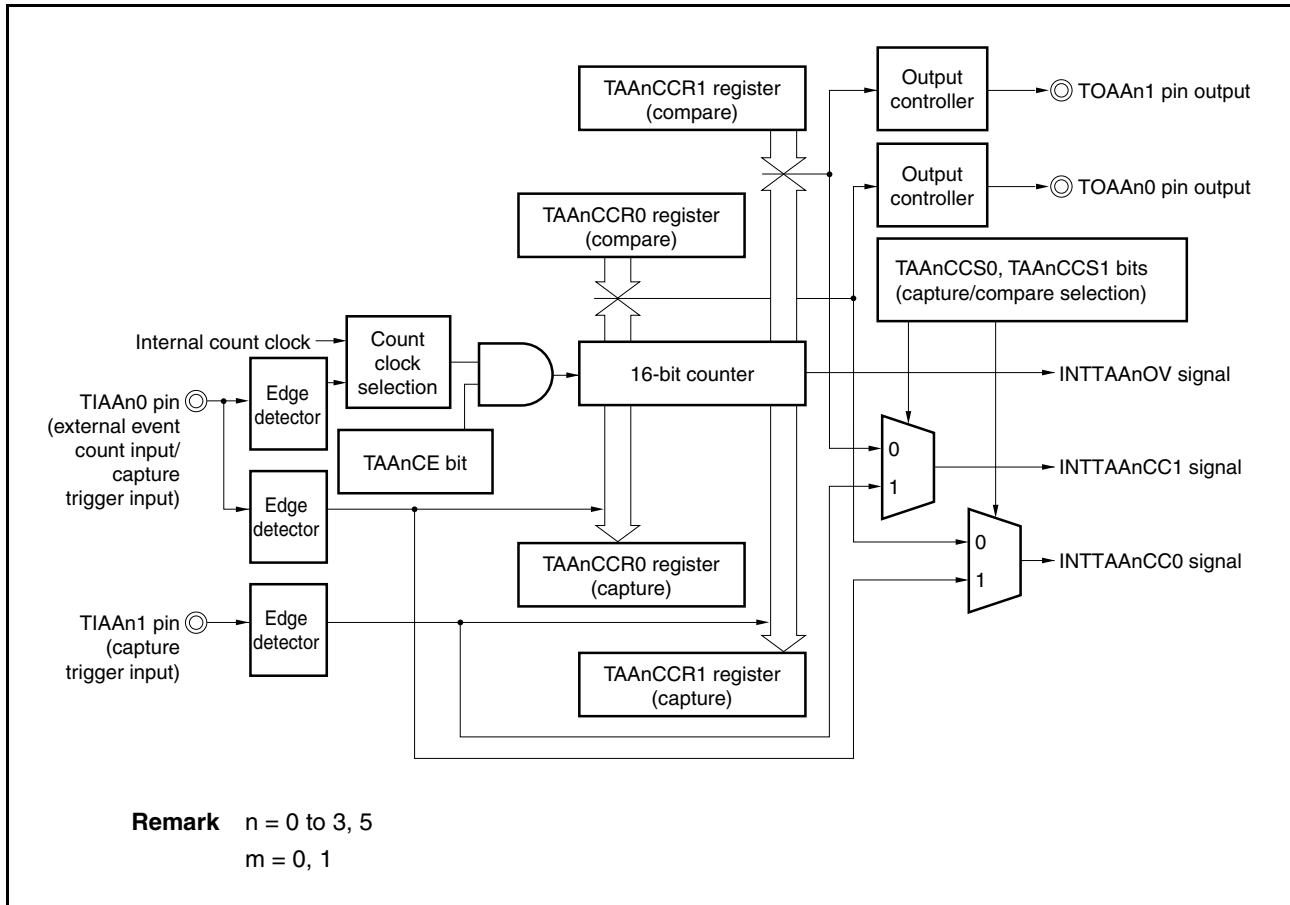 TAAnCCR1 register
(compare)
Output
controller
TOAAn1 pin output
Output
controller
TOAAn0 pin output
TAAnCCR0 register
(compare)
TAAnCCS0, TAAnCCS1 bits
(capture/compare selection)
Internal count clock
Count
clock
selection
16-bit counter
INTTAAnOV signal
TIAAn0 pin
(external event
count input/
capture
trigger input)
Edge
detector
TAAnCE bit
0
1
INTTAAnCC1 signal
Edge
detector
0
1
INTTAAnCC0 signal
TAAnCCR0 register
(capture)
TIAAn1 pin
(capture
trigger input)
Edge
detector
TAAnCCR1 register
(capture)
Remark n = 0 to 3, 5
m = 0, 1